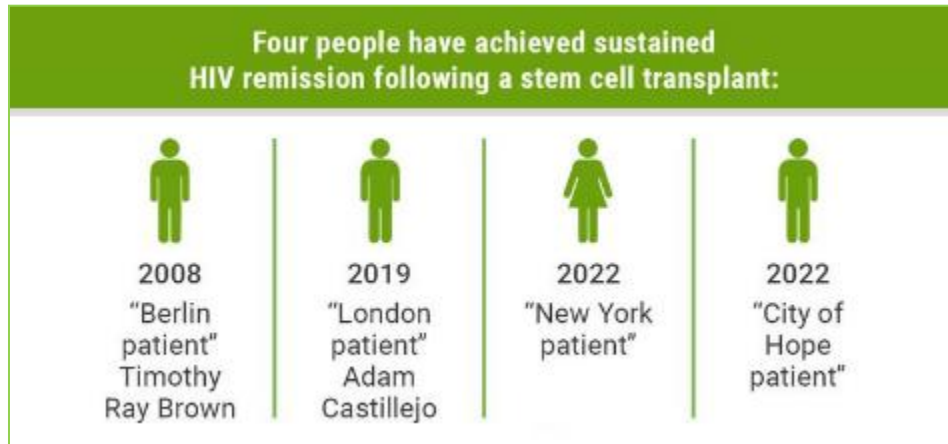 Four people have achieved sustained
HIV remission following a stem cell transplant:
2008
“Berlin
patient”
Timothy
Ray Brown
2019
“London
patient”
Adam
Castillejo
2022
“New York
patient”
2022
“City of
Hope
patient”